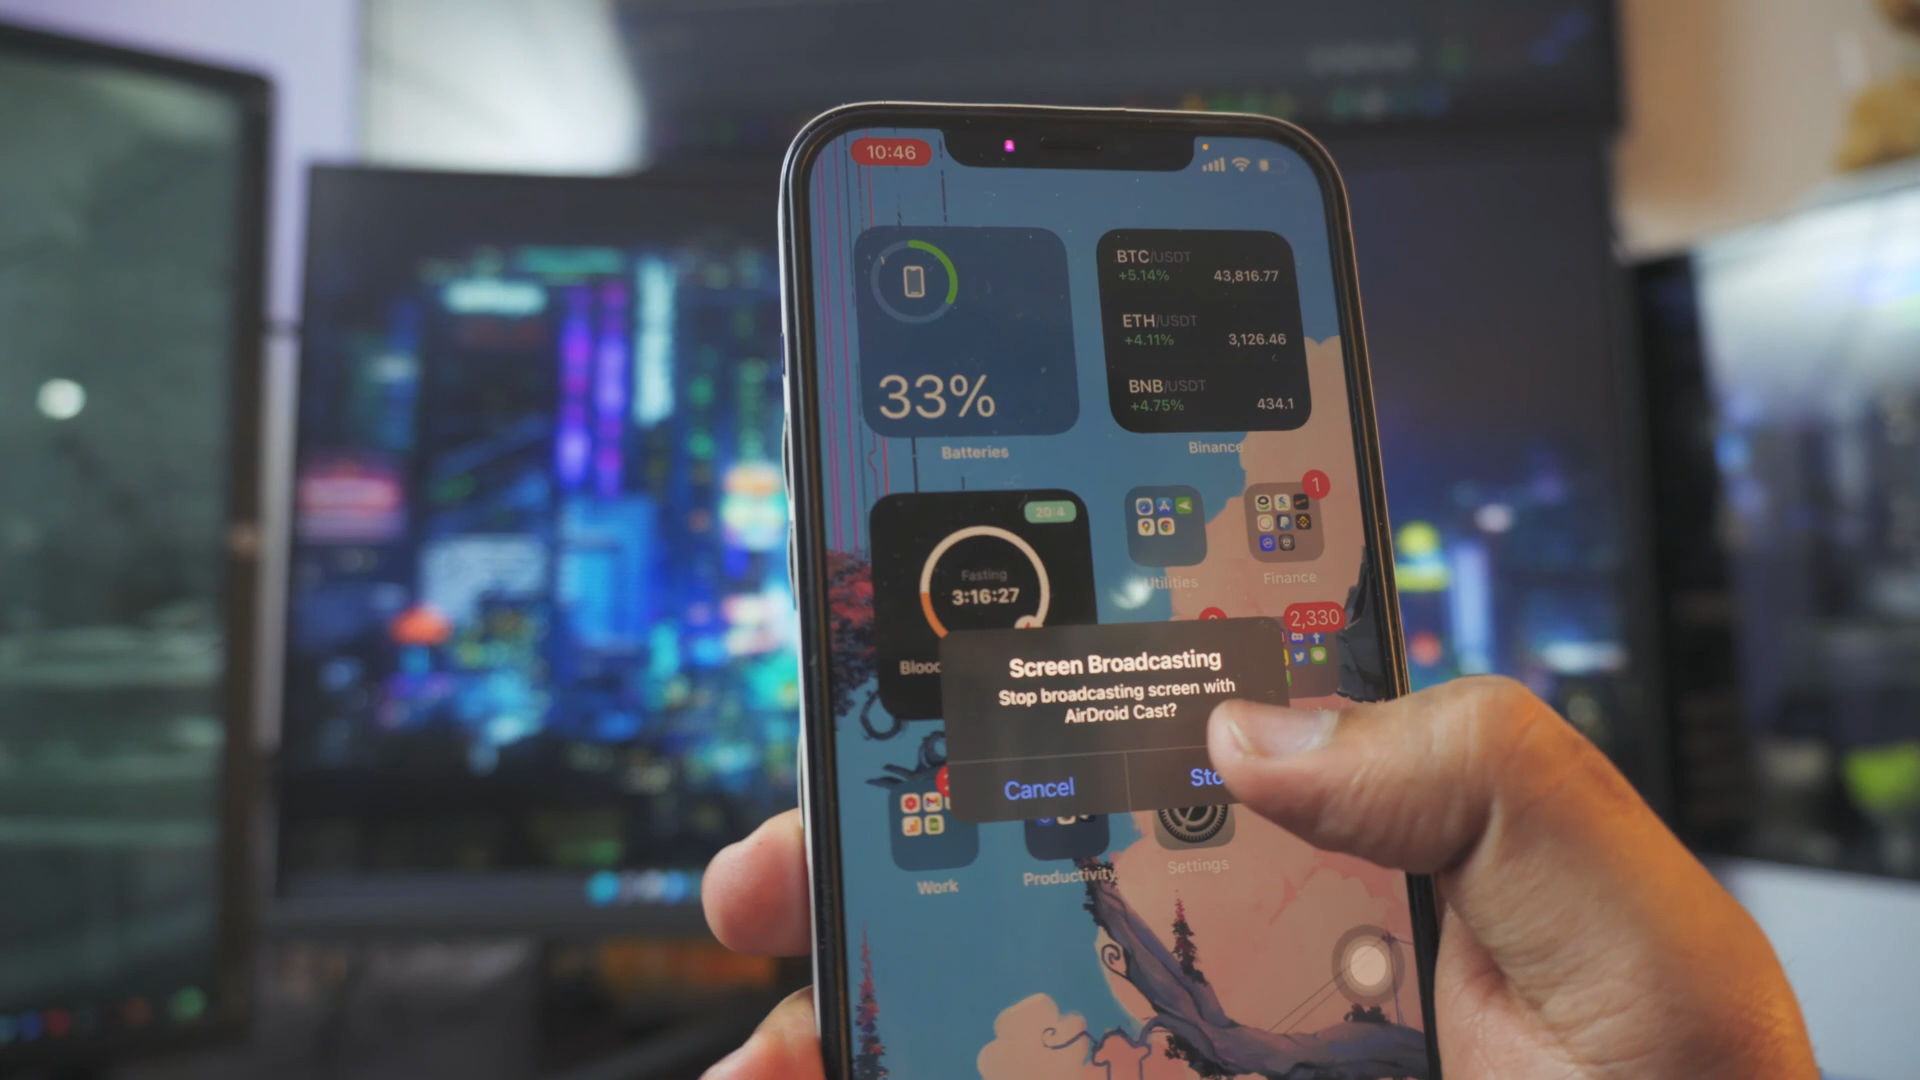 10:46
33%
Batteries
BTC/USDT
+5.14% 43,816.77
ETH/USDT
+4.11% 3,126.46
BNB/USDT
+4.75% 434.1
Binance
20:4
Fasting
3:16:27
Utilities
1
Finance
2,330
Screen Broadcasting
Stop broadcasting screen with
AirDroid Cast?
Cancel
Work
Productivity
Settings